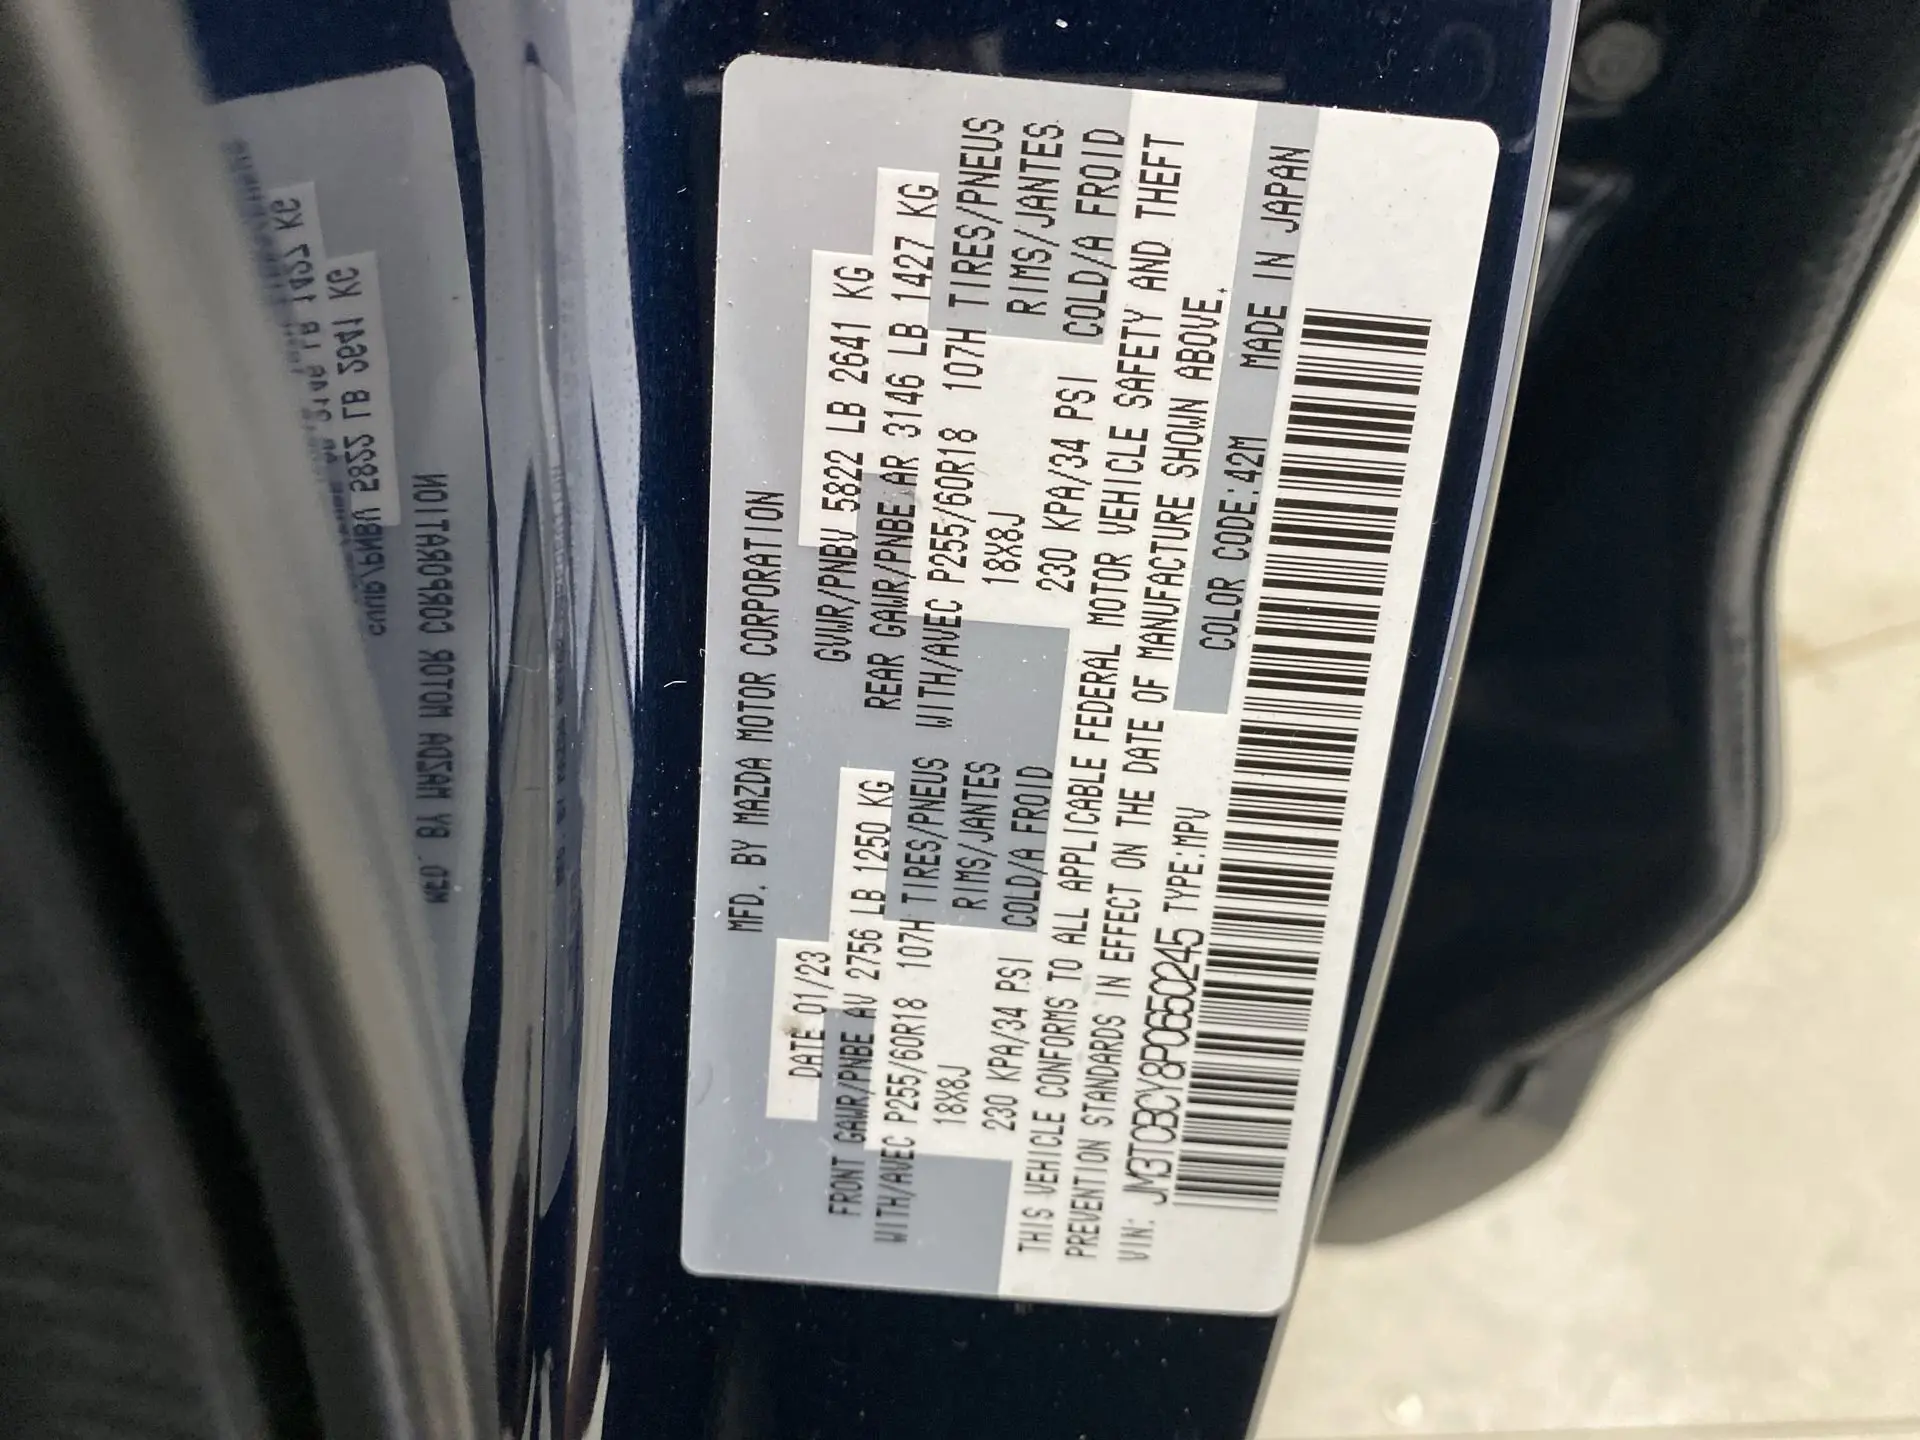 MFD. BY MAZDA MOTOR CORPORATION
DATE 01/23 GVWR/PNBV 5822 LB 2641 KG
FRONT GAWR/PNBE AV 2756 LB 1250 KG REAR GAWR/PNBE AR 3146 LB 1427 KG
WITH/AVEC P255/60R18 107H TIRES/PNEUS WITH/AVEC P255/60R18 107H TIRES/PNEUS
18X8J RIMS/JANTES 18X8J RIMS/JANTES
230 KPA/34 PSI COLD/A FROID 230 KPA/34 PSI COLD/A FROID
THIS VEHICLE CONFORMS TO ALL APPLICABLE FEDERAL MOTOR VEHICLE SAFETY AND THEFT
PREVENTION STANDARDS IN EFFECT ON THE DATE OF MANUFACTURE SHOWN ABOVE.
VIN: JM3TCBCY8P0650245 TYPE:MPV COLOR CODE:42M MADE IN JAPAN